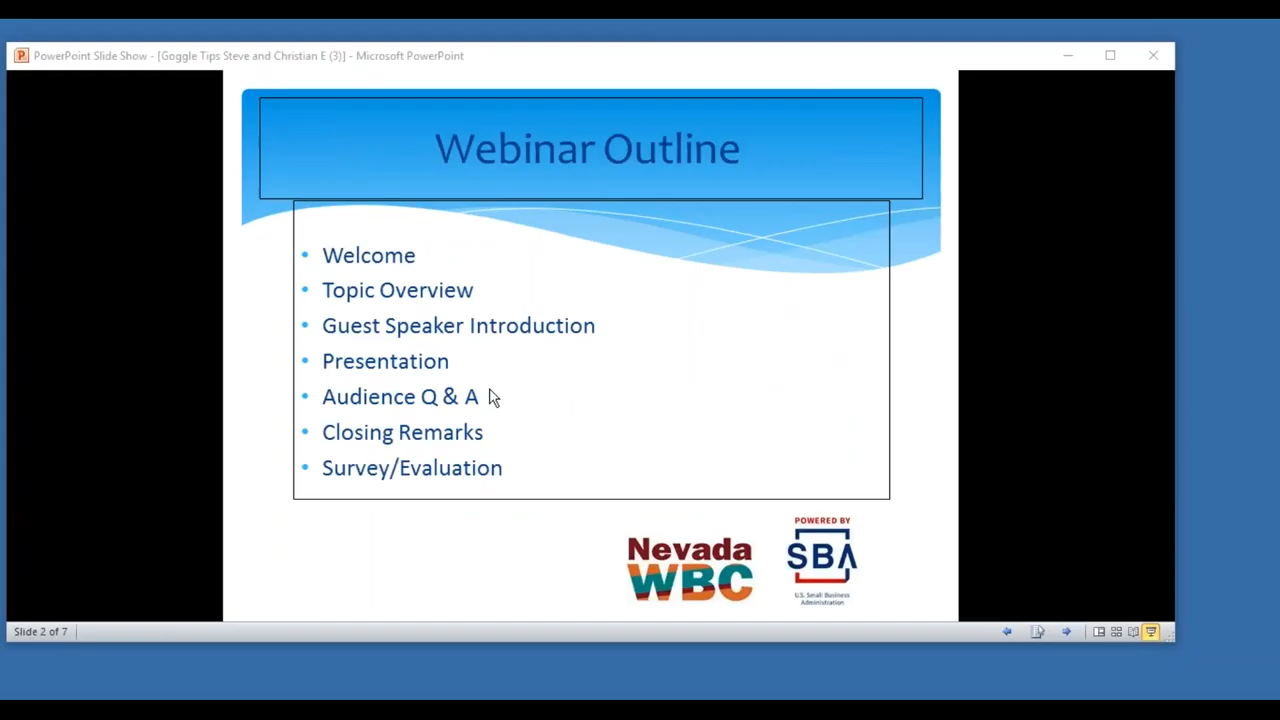 PowerPoint Slide Show - [Goggle Tips Steve and Christian E (3)] - Microsoft PowerPoint
Webinar Outline
• Welcome
• Topic Overview
• Guest Speaker Introduction
• Presentation
• Audience Q & A
• Closing Remarks
• Survey/Evaluation
Nevada
WBC
POWERED BY
SBA
U.S. Small Business
Administration
Slide 2 of 7